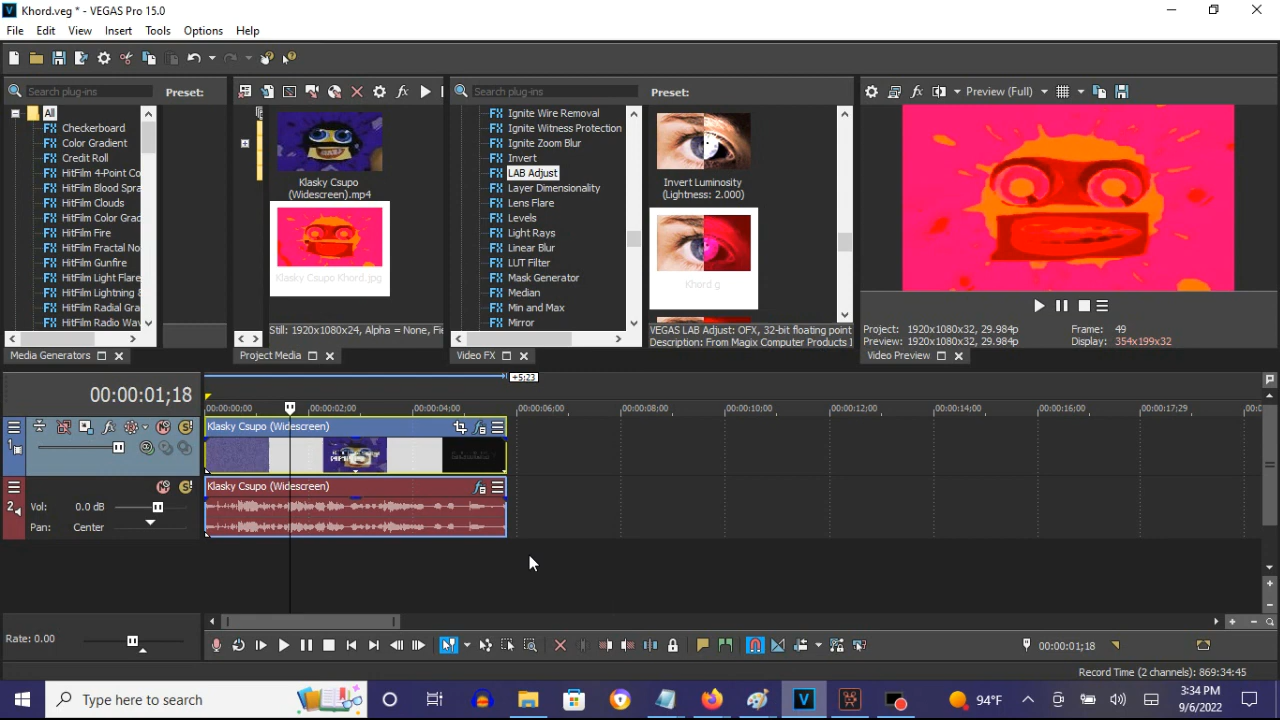 Khord.veg * - VEGAS Pro 15.0
File Edit View Insert Tools Options Help
Search plug-ins Preset:
All
Checkerboard
Color Gradient
Credit Roll
HitFilm 4-Point Co
HitFilm Blood Spra
HitFilm Clouds
HitFilm Color Grad
HitFilm Fire
HitFilm Fractal No
HitFilm Gunfire
HitFilm Light Flare
HitFilm Lightning &
HitFilm Radial Gra
HitFilm Radio Wav
Media Generators
Klasky Csupo
(Widescreen).mp4
Klasky Csupo Khord.jpg
Still: 1920x1080x24, Alpha = None, Fie
Project Media
Search plug-ins Preset:
Ignite Wire Removal
Ignite Witness Protection
Ignite Zoom Blur
Invert
LAB Adjust
Layer Dimensionality
Lens Flare
Levels
Light Rays
Linear Blur
LUT Filter
Mask Generator
Median
Min and Max
Mirror
Invert Luminosity
(Lightness: 2.000)
Khord g
VEGAS LAB Adjust: OFX, 32-bit floating point
Description: From Magix Computer Products I
Video FX
Preview (Full)
Project: 1920x1080x32, 29.984p
Preview: 1920x1080x32, 29.984p
Frame: 49
Display: 354x199x32
Video Preview
00:00:01;18
+5;23
00:00:00;00 00:00:02;00 00:00:04;00 00:00:06;00 00:00:08;00 00:00:10;00 00:00:12;00 00:00:14;00 00:00:16;00 00:00:17;29
Klasky Csupo (Widescreen)
1
Klasky Csupo (Widescreen)
2
Vol: 0.0 dB
Pan: Center
Rate: 0.00
00:00:01;18
Record Time (2 channels): 869:34:45
Type here to search
94°F
3:34 PM
9/6/2022